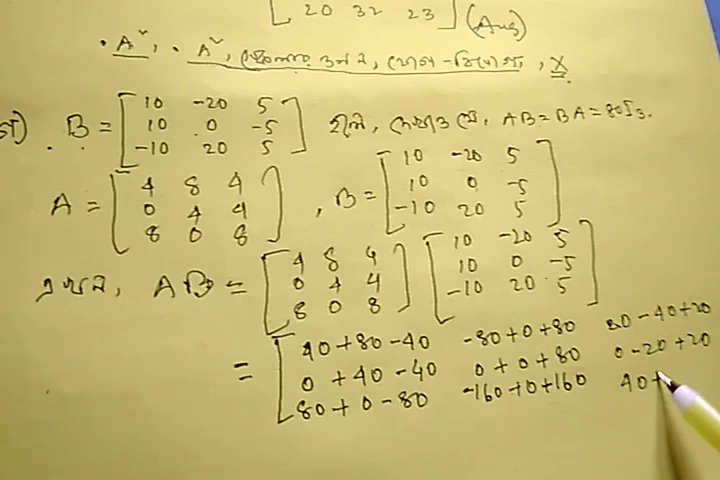 20 32 23 ] (Ans)
• A², • A², গুণ, যোগ-বিয়োগ, X
B = [ 10 -20 5 হলে, দেখাও যে, AB = BA = 80I₃.
10 0 -5
-10 20 5 ]
A = [ 4 8 4
0 4 4
8 0 8 ]
, B = [ 10 -20 5
10 0 -5
-10 20 5 ]
এখন, AB = [ 4 8 4
0 4 4
8 0 8 ]
[ 10 -20 5
10 0 -5
-10 20 5 ]
= [ 40+80-40 -80+0+80 20-40+20
0+40-40 0+0+80 0-20+20
80+0-80 -160+0+160 40+